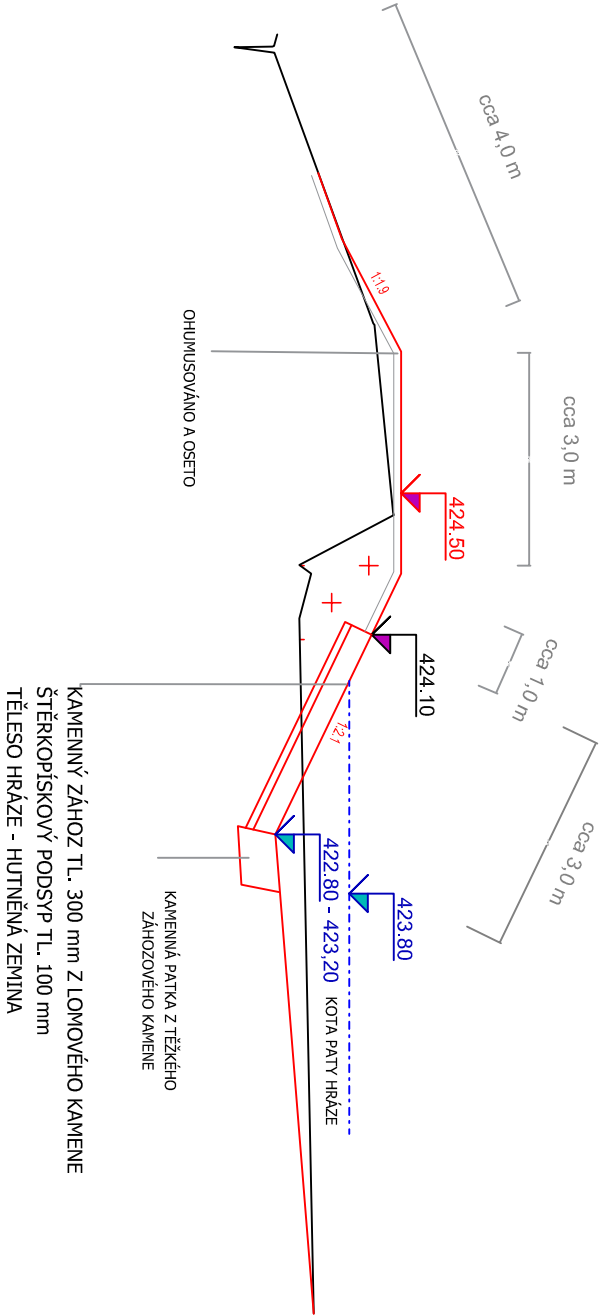 cca 4,0 m
cca 3,0 m
cca 1,0 m
cca 3,0 m
1:1.9
424.50
424.10
1:2,1
423.80
422.80 - 423,20
KOTA PATY HRÁZE
OHUMUSOVÁNO A OSETO
KAMENNÁ PATKA Z TĚŽKÉHO
ZÁHOZOVÉHO KAMENE
KAMENNÝ ZÁHOZ TL. 300 mm Z LOMOVÉHO KAMENE
ŠTĚRKOPÍSKOVÝ PODSYP TL. 100 mm
TĚLESO HRÁZE - HUTNĚNÁ ZEMINA